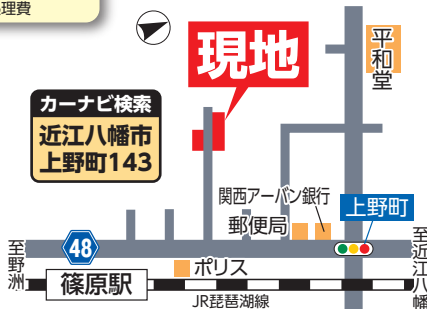 理費
現地
平和堂
カーナビ検索
近江八幡市
上野町143
関西アーバン銀行
郵便局
上野町
至野洲
48
篠原駅
ポリス
JR琵琶湖線
至近江八幡